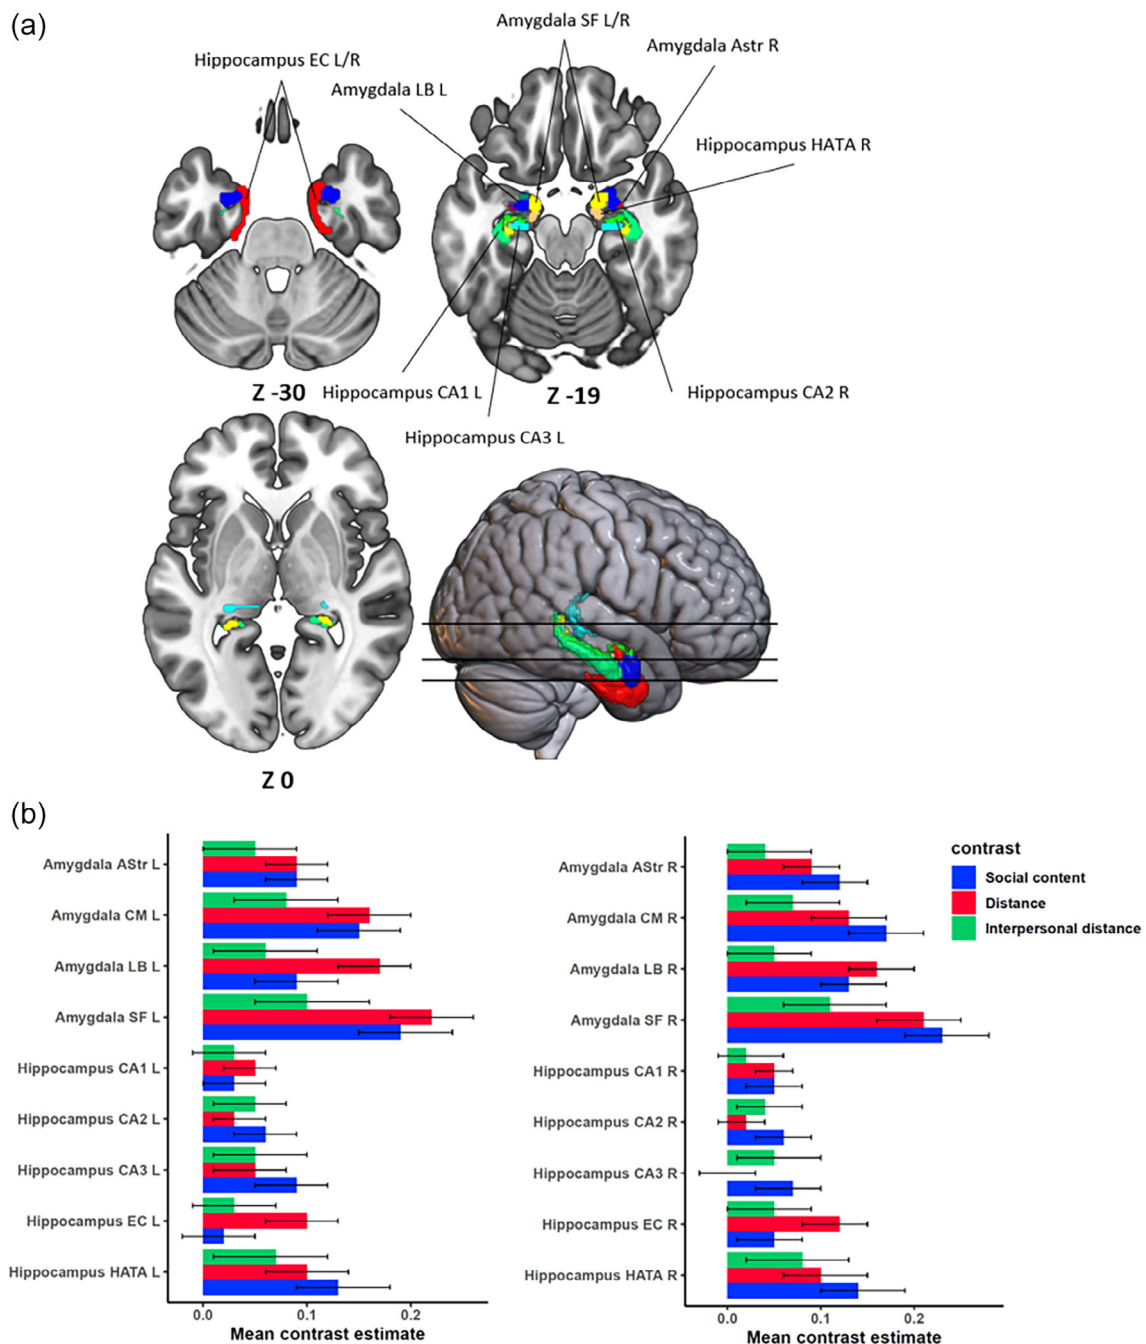 (a)
Amygdala SF L/R
Amygdala Astr R
Hippocampus EC L/R
Amygdala LB L
Hippocampus HATA R
Z -30
Hippocampus CA1 L
Z -19
Hippocampus CA2 R
Hippocampus CA3 L
Z 0
(b)
Amygdala AStr L
Amygdala CM L
Amygdala LB L
Amygdala SF L
Hippocampus CA1 L
Hippocampus CA2 L
Hippocampus CA3 L
Hippocampus EC L
Hippocampus HATA L
0.0 0.1 0.2
Mean contrast estimate
Amygdala AStr R
Amygdala CM R
Amygdala LB R
Amygdala SF R
Hippocampus CA1 R
Hippocampus CA2 R
Hippocampus CA3 R
Hippocampus EC R
Hippocampus HATA R
0.0 0.1 0.2
Mean contrast estimate
contrast
Social content
Distance
Interpersonal distance